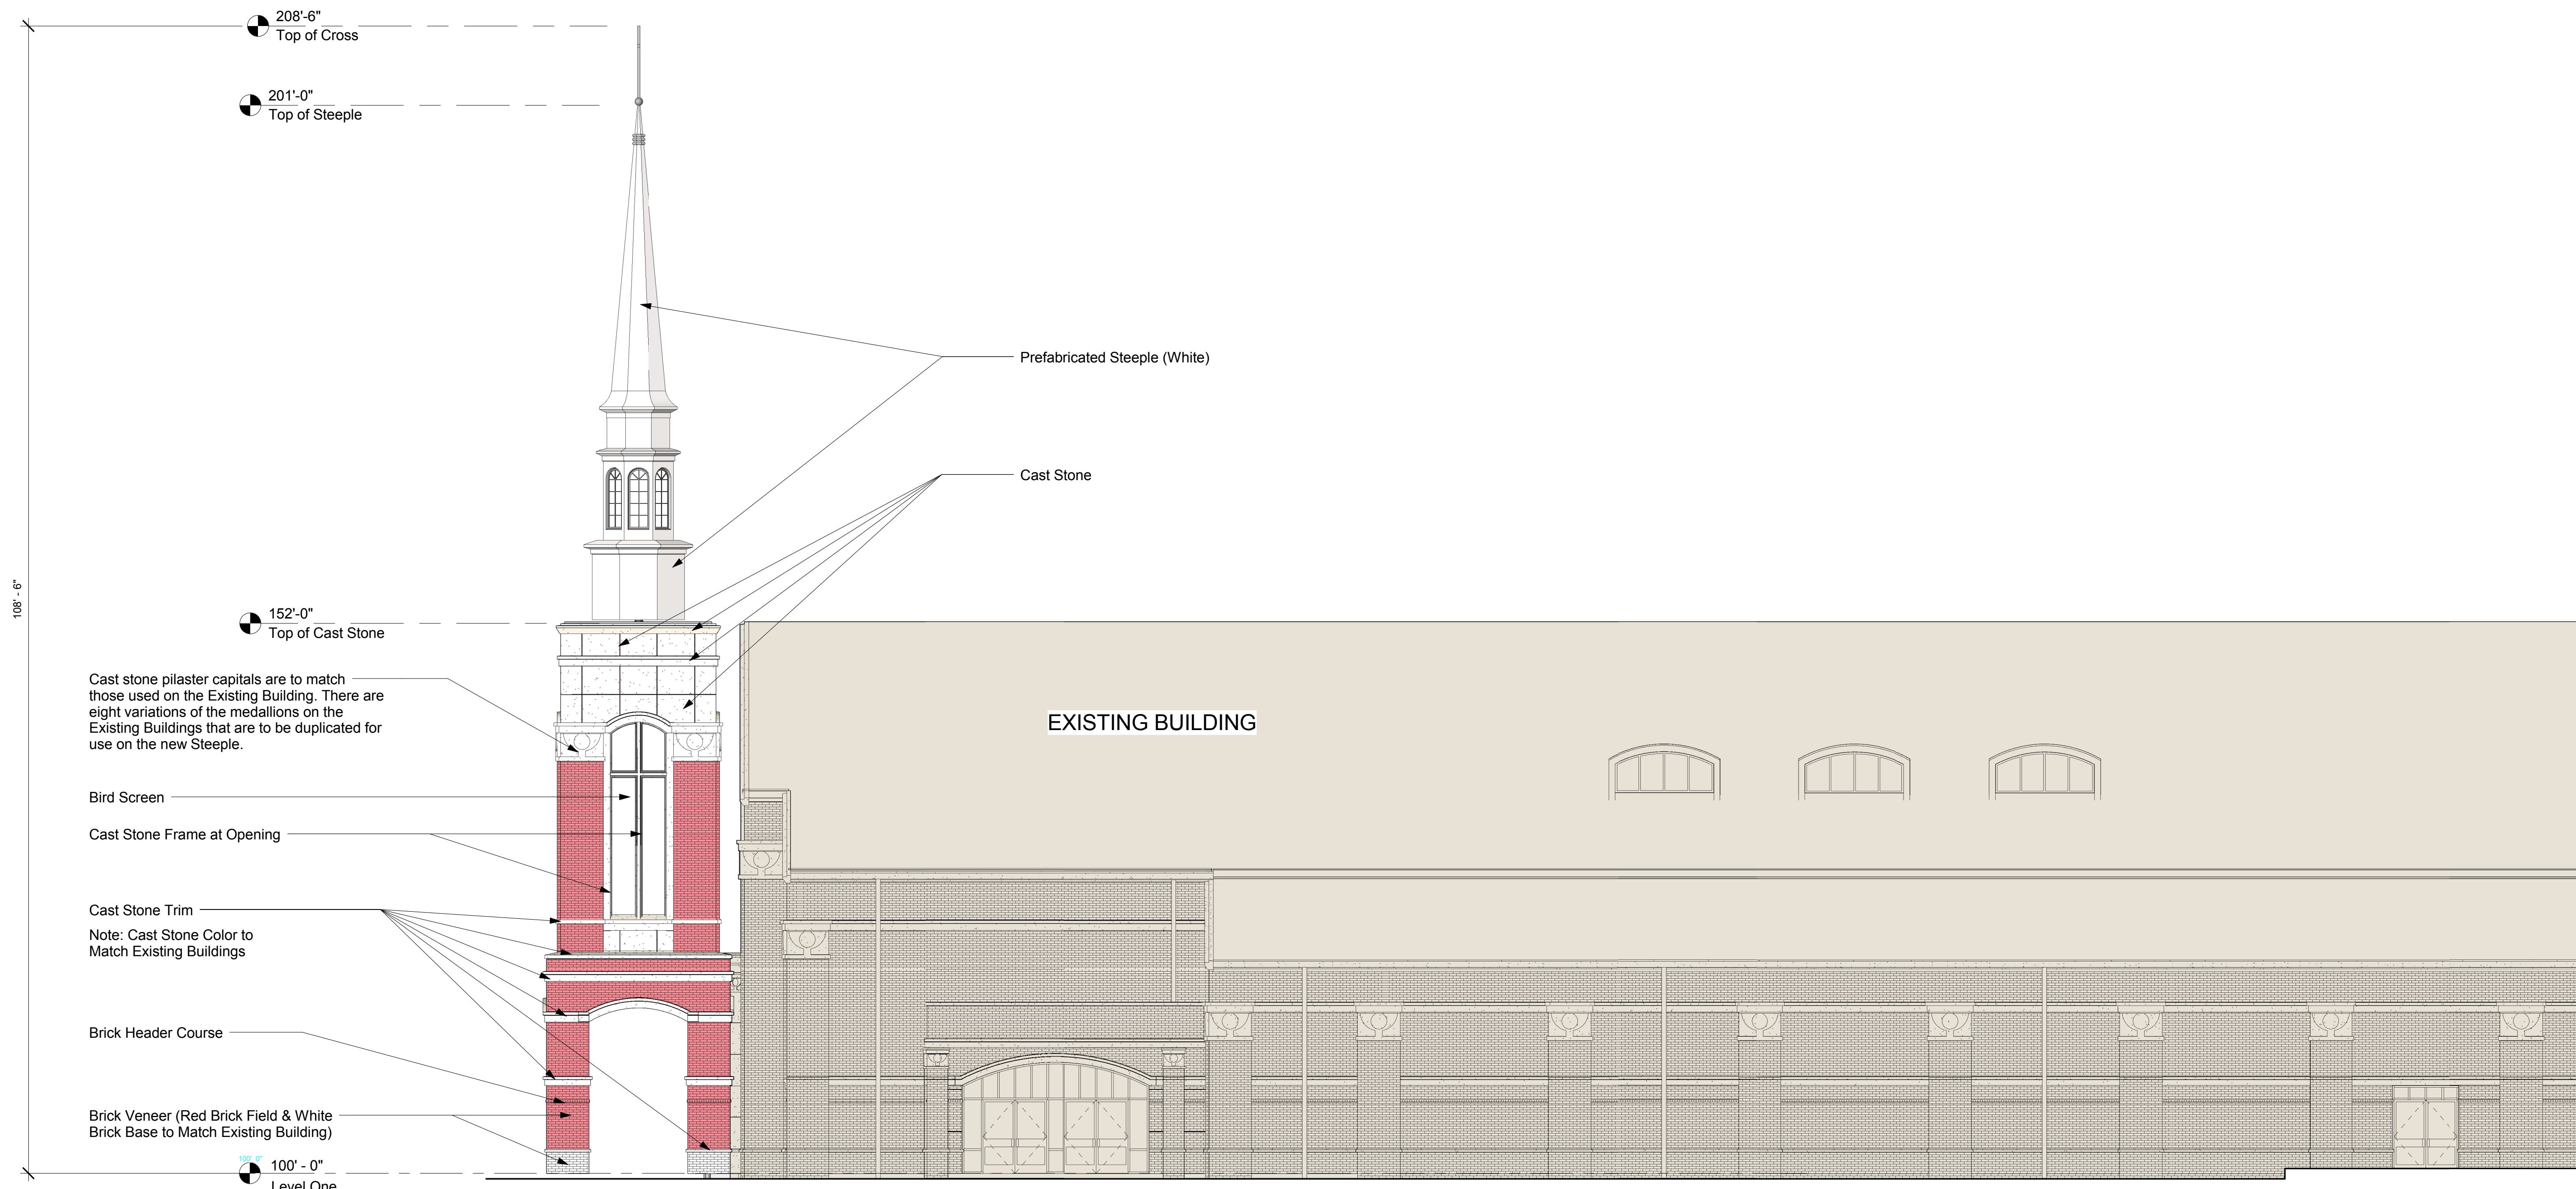 208'-6"
Top of Cross
201'-0"
Top of Steeple
Prefabricated Steeple (White)
Cast Stone
108' - 6"
152'-0"
Top of Cast Stone
Cast stone pilaster capitals are to match
those used on the Existing Building. There are
eight variations of the medallions on the
Existing Buildings that are to be duplicated for
use on the new Steeple.
EXISTING BUILDING
Bird Screen
Cast Stone Frame at Opening
Cast Stone Trim
Note: Cast Stone Color to
Match Existing Buildings
Brick Header Course
Brick Veneer (Red Brick Field & White
Brick Base to Match Existing Building)
100' 0"
100' - 0"
Level One